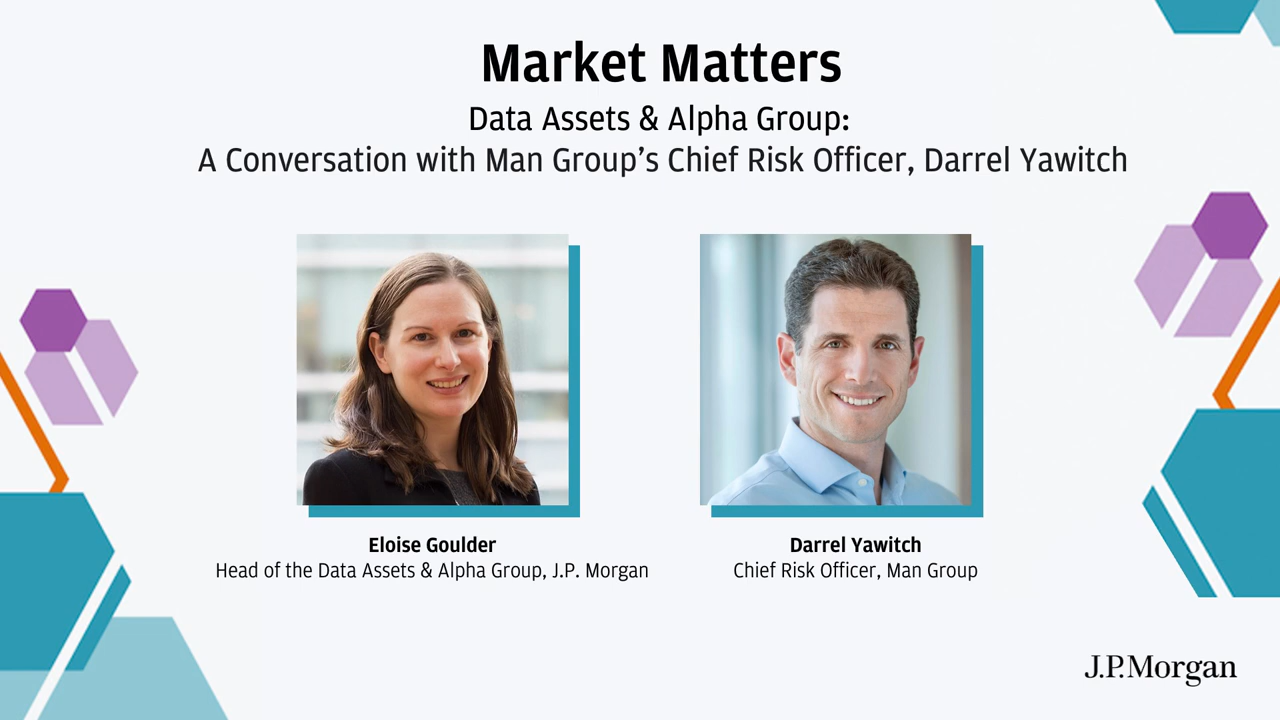 Market Matters
Data Assets & Alpha Group:
A Conversation with Man Group’s Chief Risk Officer, Darrel Yawitch
Eloise Goulder
Head of the Data Assets & Alpha Group, J.P. Morgan
Darrel Yawitch
Chief Risk Officer, Man Group
J.P.Morgan